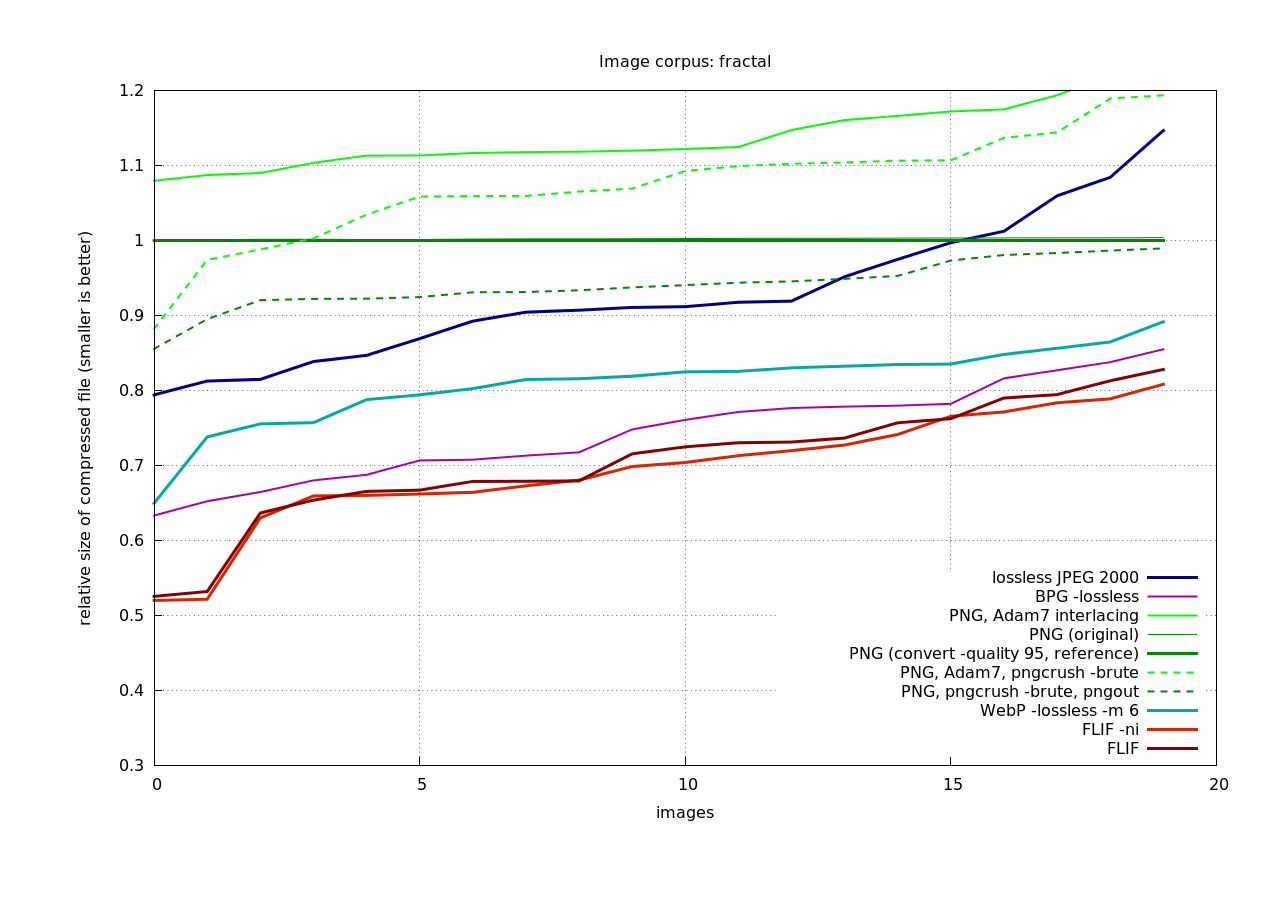 Image corpus: fractal
relative size of compressed file (smaller is better)
1.2
1.1
1
0.9
0.8
0.7
0.6
0.5
0.4
0.3
lossless JPEG 2000
BPG -lossless
PNG, Adam7 interlacing
PNG (original)
PNG (convert -quality 95, reference)
PNG, Adam7, pngcrush -brute
PNG, pngcrush -brute, pngout
WebP -lossless -m 6
FLIF -ni
FLIF
0 5 10 15 20
images